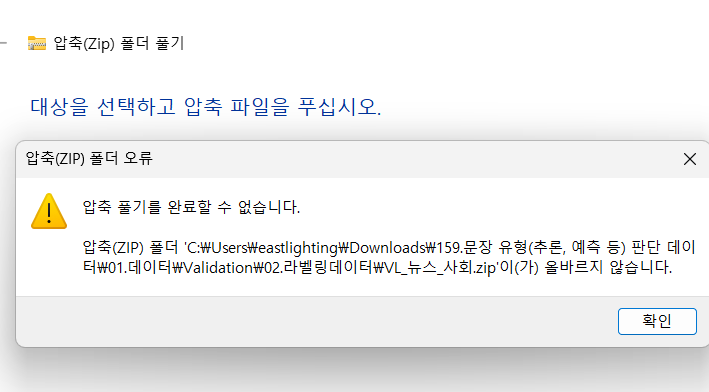 압축(Zip) 폴더 풀기
대상을 선택하고 압축 파일을 푸십시오.
압축(ZIP) 폴더 오류
압축 풀기를 완료할 수 없습니다.
압축(ZIP) 폴더 'C:₩Users₩eastlighting₩Downloads₩159.문장 유형(추론, 예측 등) 판단 데이
터₩01.데이터₩Validation₩02.라벨링데이터₩VL_뉴스_사회.zip'이(가) 올바르지 않습니다.
확인